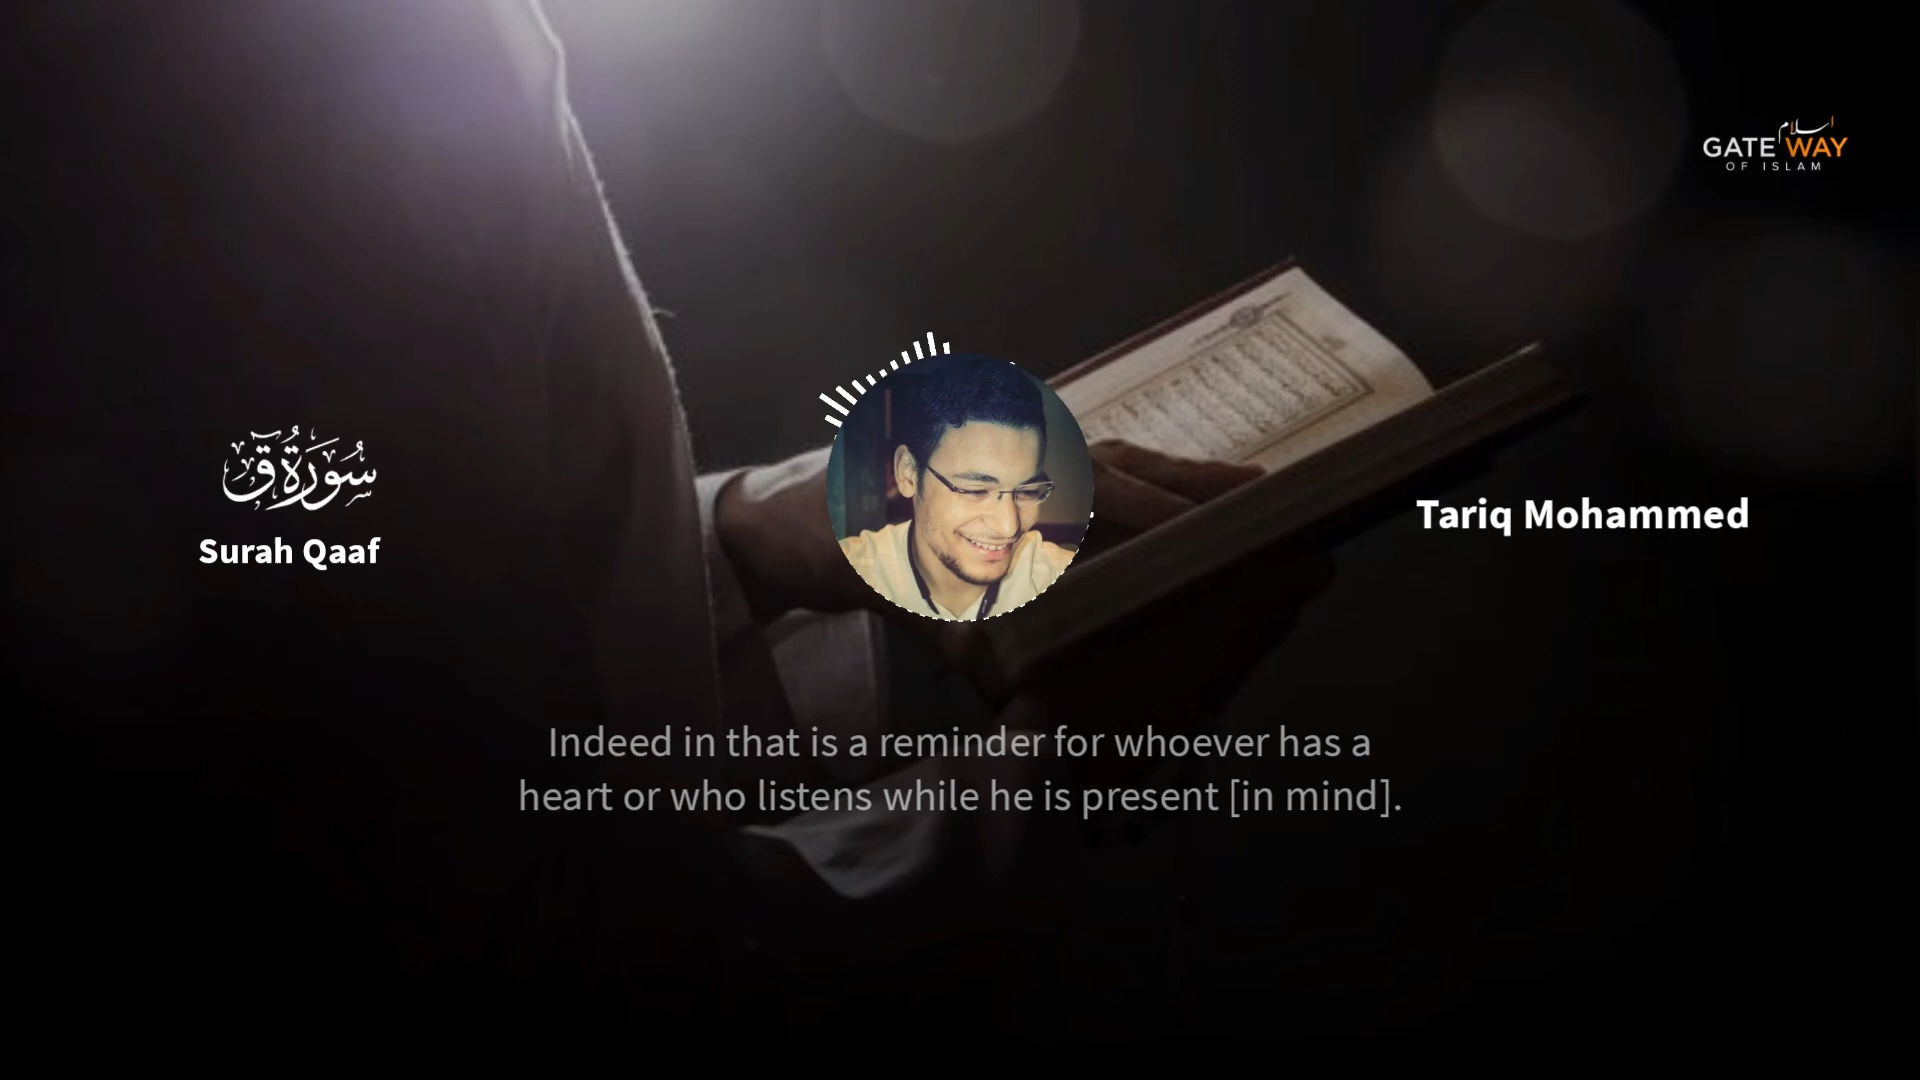 اسلام
GATE WAY
OF ISLAM
سُورَةُ قٓ
Surah Qaaf
Tariq Mohammed
Indeed in that is a reminder for whoever has a
heart or who listens while he is present [in mind].